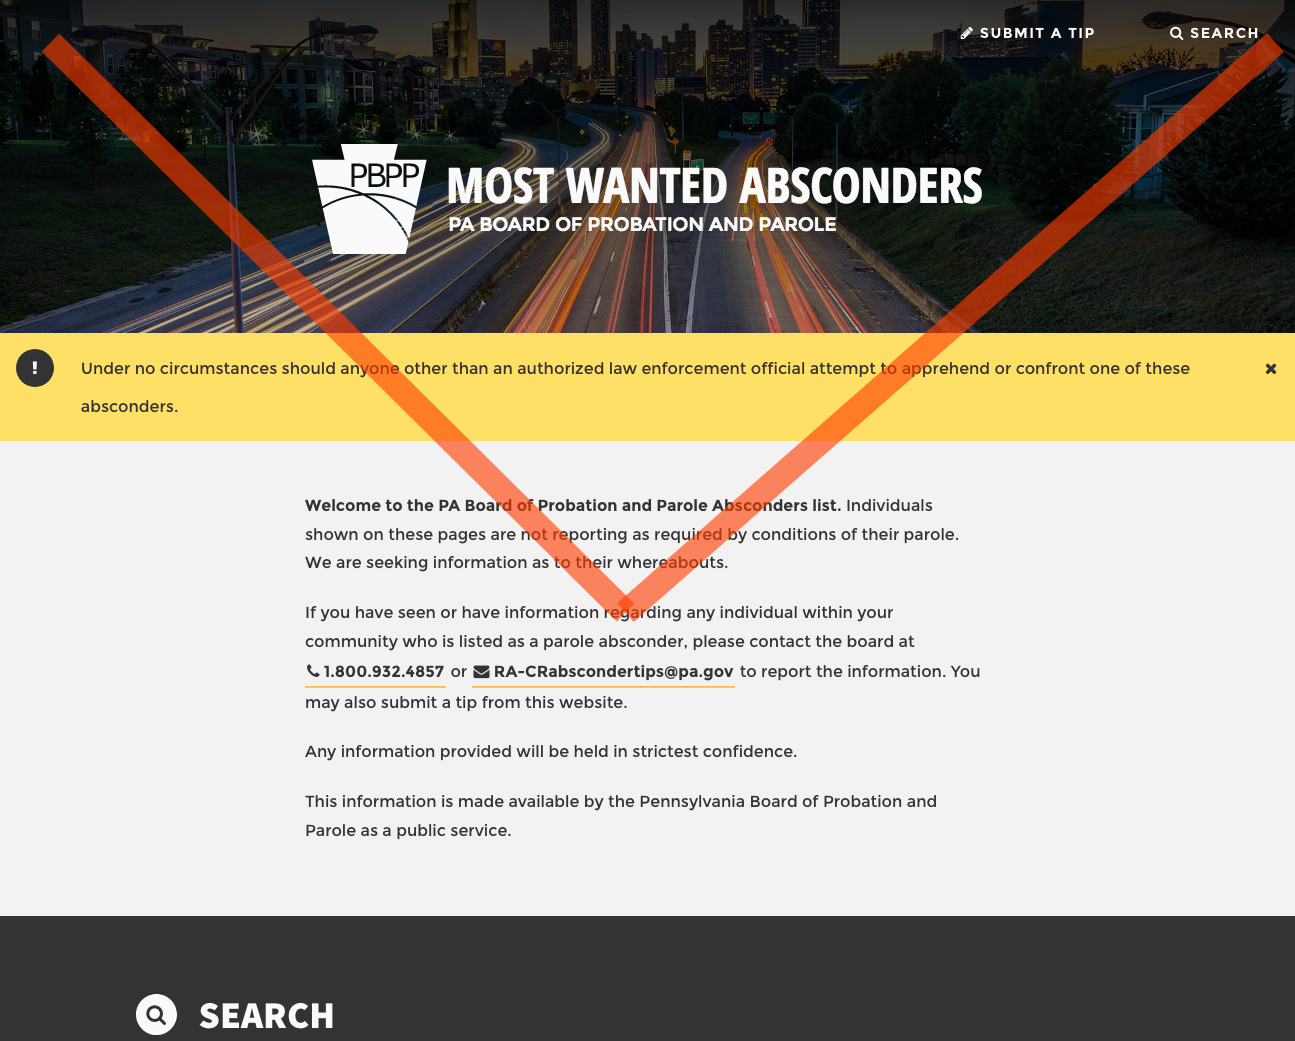 SUBMIT A TIP SEARCH
PBPP
MOST WANTED ABSCONDERS
PA BOARD OF PROBATION AND PAROLE
! Under no circumstances should anyone other than an authorized law enforcement official attempt to apprehend or confront one of these
absconders.
Welcome to the PA Board of Probation and Parole Absconders list. Individuals
shown on these pages are not reporting as required by conditions of their parole.
We are seeking information as to their whereabouts.
If you have seen or have information regarding any individual within your
community who is listed as a parole absconder, please contact the board at
1.800.932.4857 or RA-CRabscondertips@pa.gov to report the information. You
may also submit a tip from this website.
Any information provided will be held in strictest confidence.
This information is made available by the Pennsylvania Board of Probation and
Parole as a public service.
SEARCH